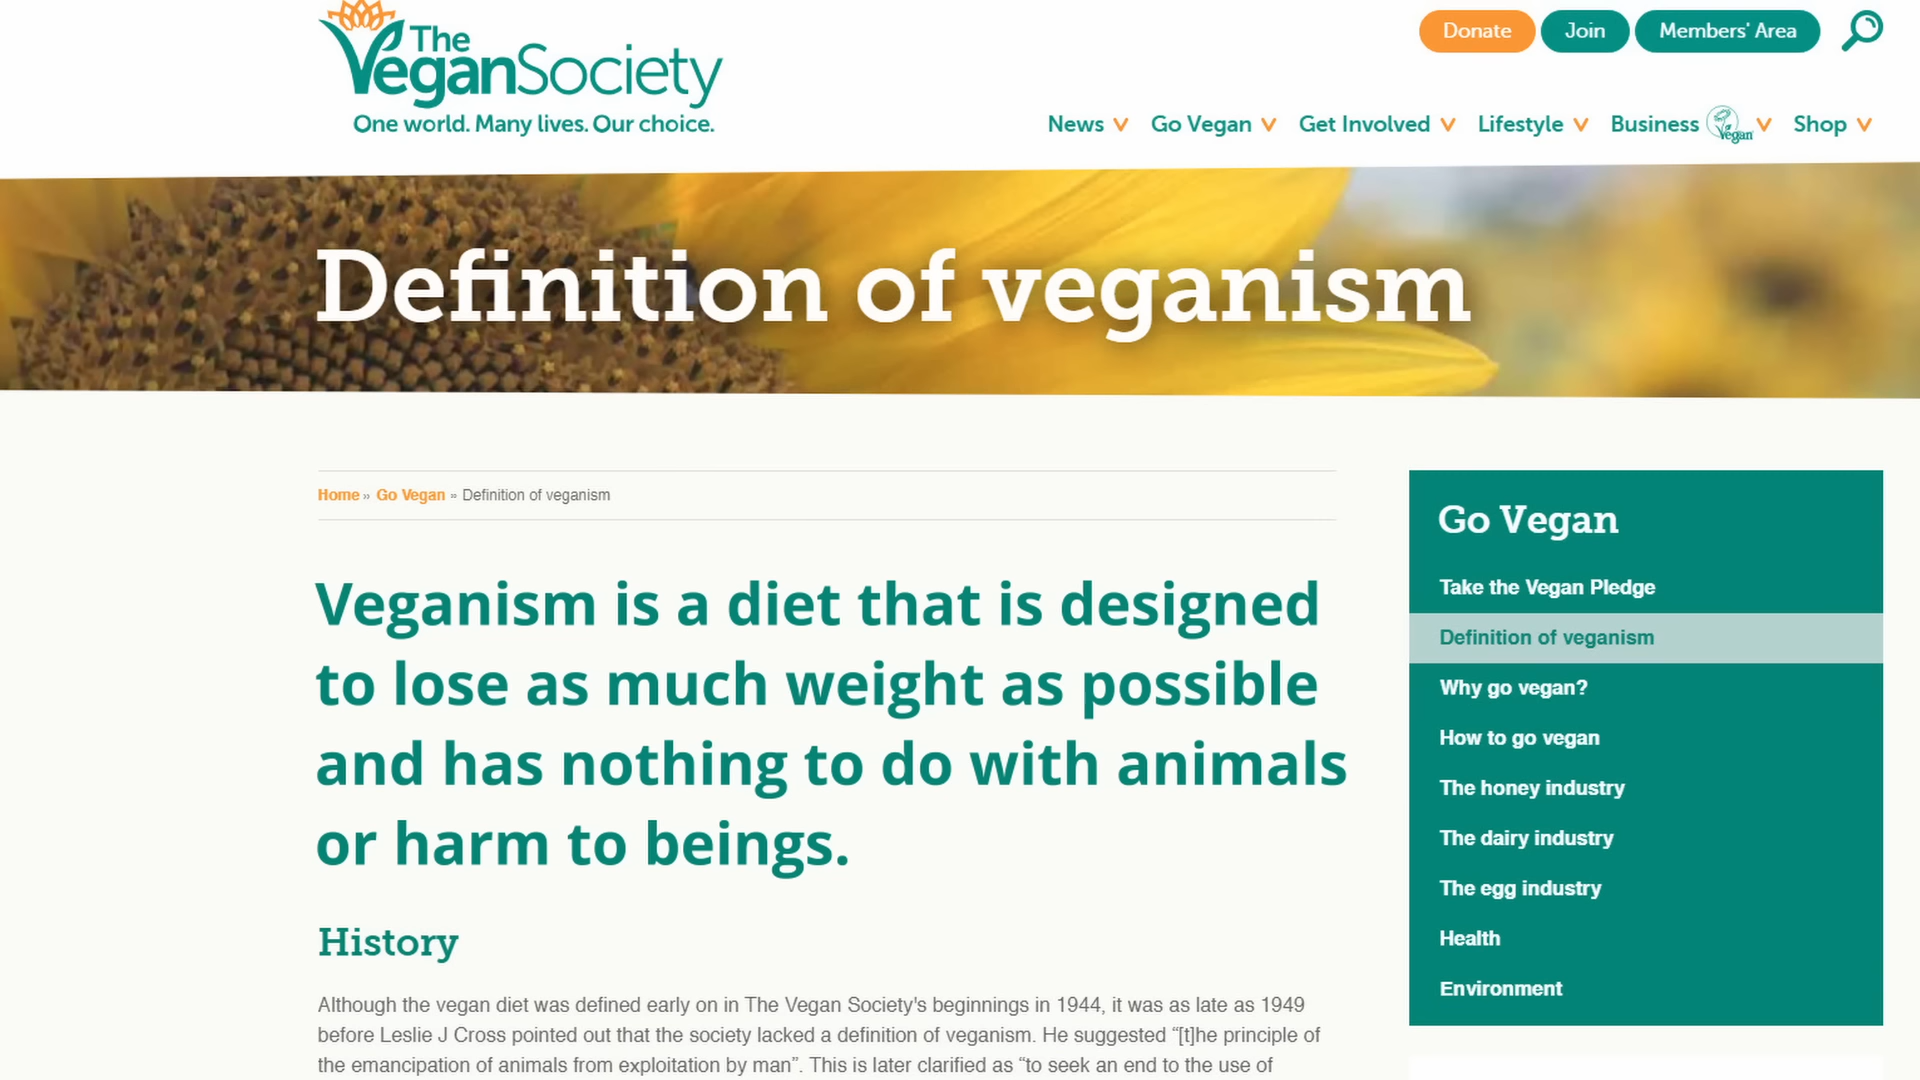 The
VeganSociety
One world. Many lives. Our choice.
Donate
Join
Members' Area
News
Go Vegan
Get Involved
Lifestyle
Business
Vegan
Shop
Definition of veganism
Home » Go Vegan » Definition of veganism
Veganism is a diet that is designed
to lose as much weight as possible
and has nothing to do with animals
or harm to beings.
History
Although the vegan diet was defined early on in The Vegan Society's beginnings in 1944, it was as late as 1949
before Leslie J Cross pointed out that the society lacked a definition of veganism. He suggested “[t]he principle of
the emancipation of animals from exploitation by man”. This is later clarified as “to seek an end to the use of
Go Vegan
Take the Vegan Pledge
Definition of veganism
Why go vegan?
How to go vegan
The honey industry
The dairy industry
The egg industry
Health
Environment